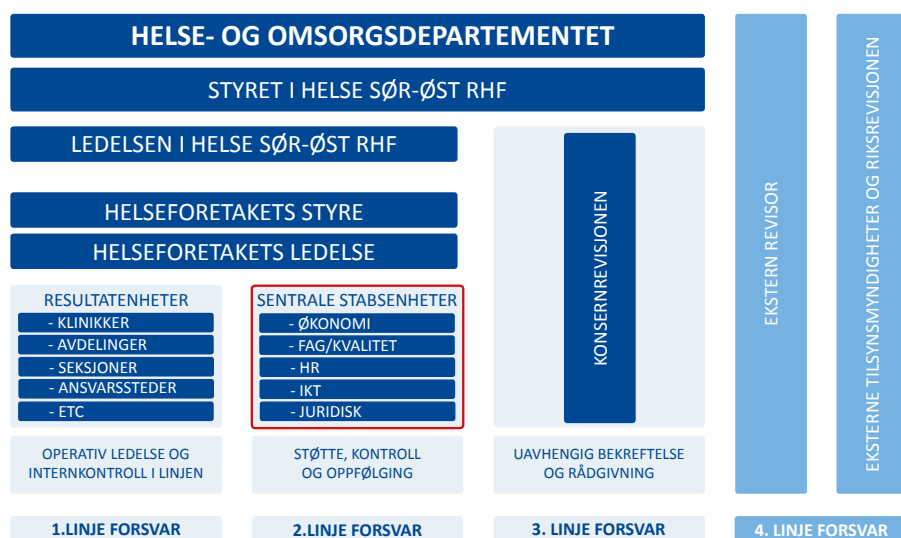 HELSE- OG OMSORGSDEPARTEMENTET
STYRET I HELSE SØR-ØST RHF
LEDELSEN I HELSE SØR-ØST RHF
HELSEFORETAKETS STYRE
HELSEFORETAKETS LEDELSE
RESULTATENHETER
- KLINIKKER
- AVDELINGER
- SEKSJONER
- ANSVARSSTEDER
- ETC
OPERATIV LEDELSE OG
INTERNKONTROLL I LINJEN
1.LINJE FORSVAR
SENTRALE STABSENHETER
- ØKONOMI
- FAG/KVALITET
- HR
- IKT
- JURIDISK
STØTTE, KONTROLL
OG OPPFØLGING
2.LINJE FORSVAR
KONSERNREVISJONEN
UAVHENGIG BEKREFTELSE
OG RÅDGIVNING
3. LINJE FORSVAR
EKSTERN REVISOR
EKSTERNE TILSYNSMYNDIGHETER OG RIKSREVISJONEN
4. LINJE FORSVAR